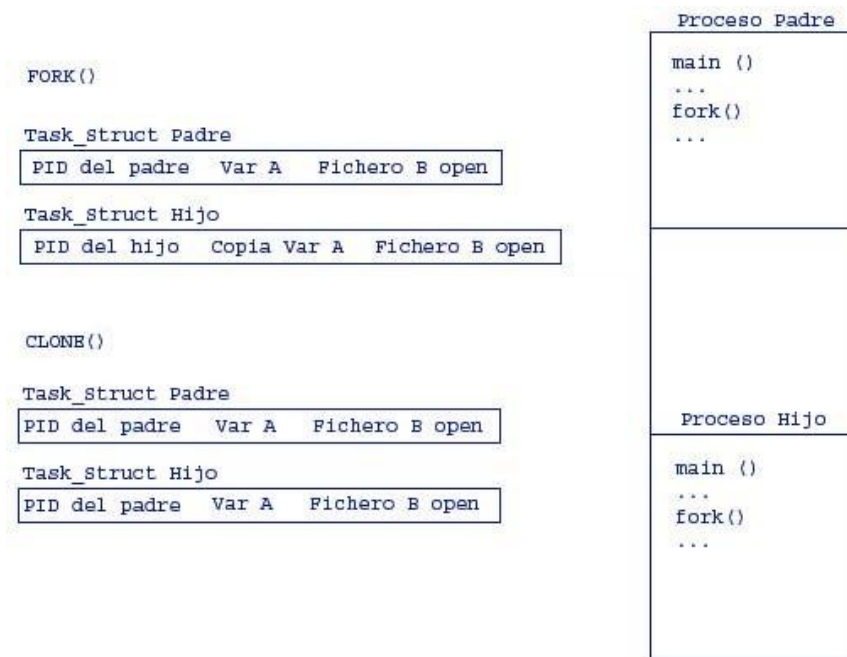 FORK()
Task_Struct Padre
PID del padre Var A Fichero B open
Task_Struct Hijo
PID del hijo Copia Var A Fichero B open
CLONE()
Task_Struct Padre
PID del padre Var A Fichero B open
Task_Struct Hijo
PID del padre Var A Fichero B open
Proceso Padre
main ()
...
fork()
...
Proceso Hijo
main ()
...
fork()
...